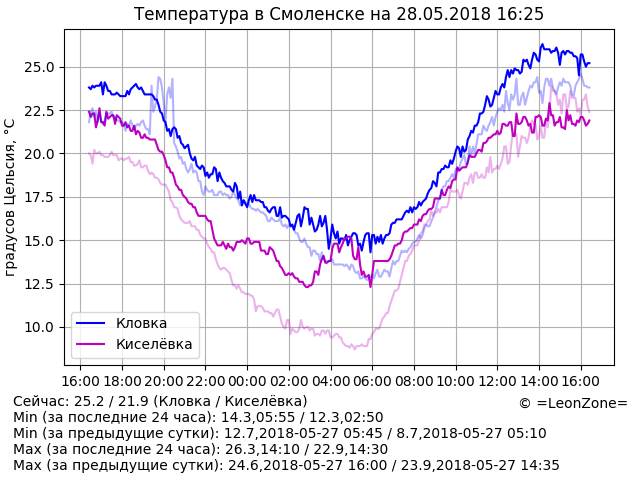 Температура в Смоленске на 28.05.2018 16:25
градусов Цельсия, °C
25.0
22.5
20.0
17.5
15.0
12.5
10.0
Кловка
Киселёвка
16:00 18:00 20:00 22:00 00:00 02:00 04:00 06:00 08:00 10:00 12:00 14:00 16:00
Сейчас: 25.2 / 21.9 (Кловка / Киселёвка)
© =LeonZone=
Min (за последние 24 часа): 14.3,05:55 / 12.3,02:50
Min (за предыдущие сутки): 12.7,2018-05-27 05:45 / 8.7,2018-05-27 05:10
Max (за последние 24 часа): 26.3,14:10 / 22.9,14:30
Max (за предыдущие сутки): 24.6,2018-05-27 16:00 / 23.9,2018-05-27 14:35